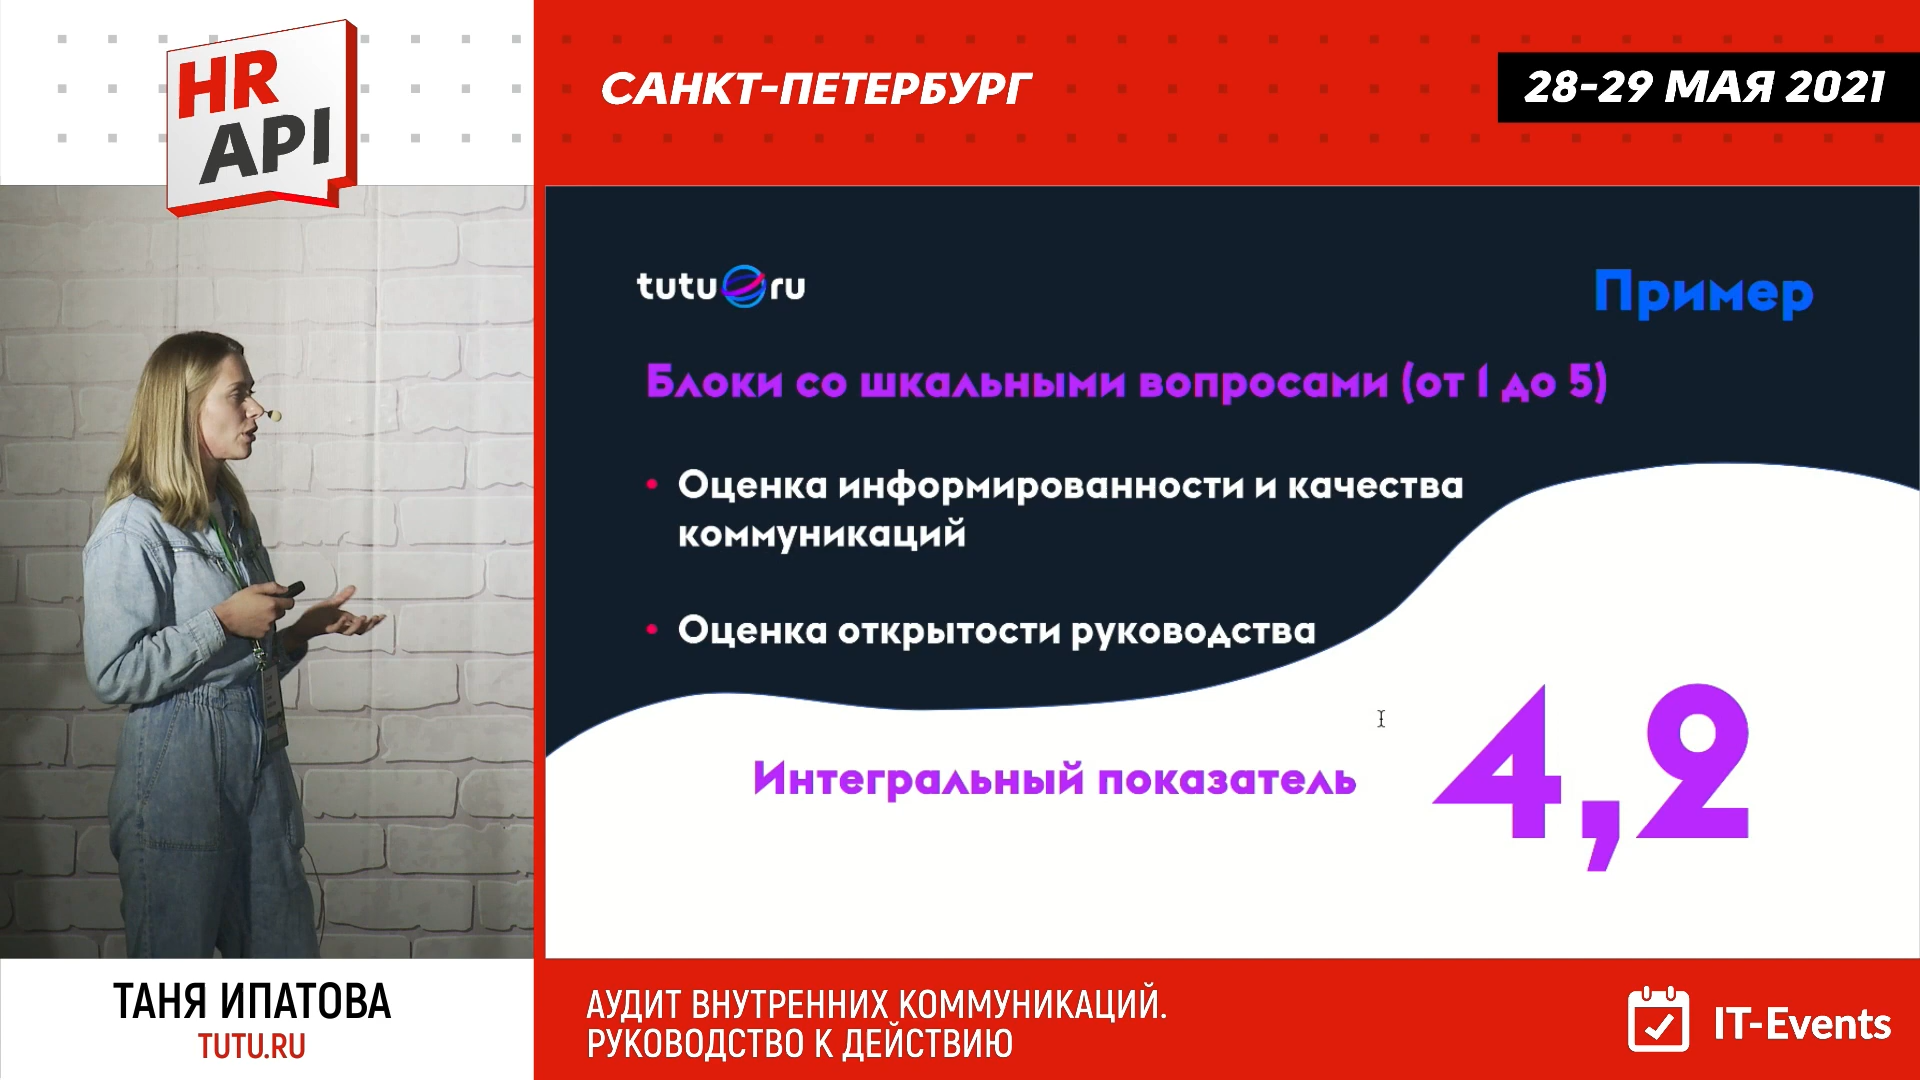 HR
API
САНКТ-ПЕТЕРБУРГ
28-29 МАЯ 2021
tutu ru
Пример
Блоки со шкальными вопросами (от 1 до 5)
• Оценка информированности и качества
коммуникаций
• Оценка открытости руководства
Интегральный показатель
4,2
ТАНЯ ИПАТОВА
TUTU.RU
АУДИТ ВНУТРЕННИХ КОММУНИКАЦИЙ.
РУКОВОДСТВО К ДЕЙСТВИЮ
IT-Events